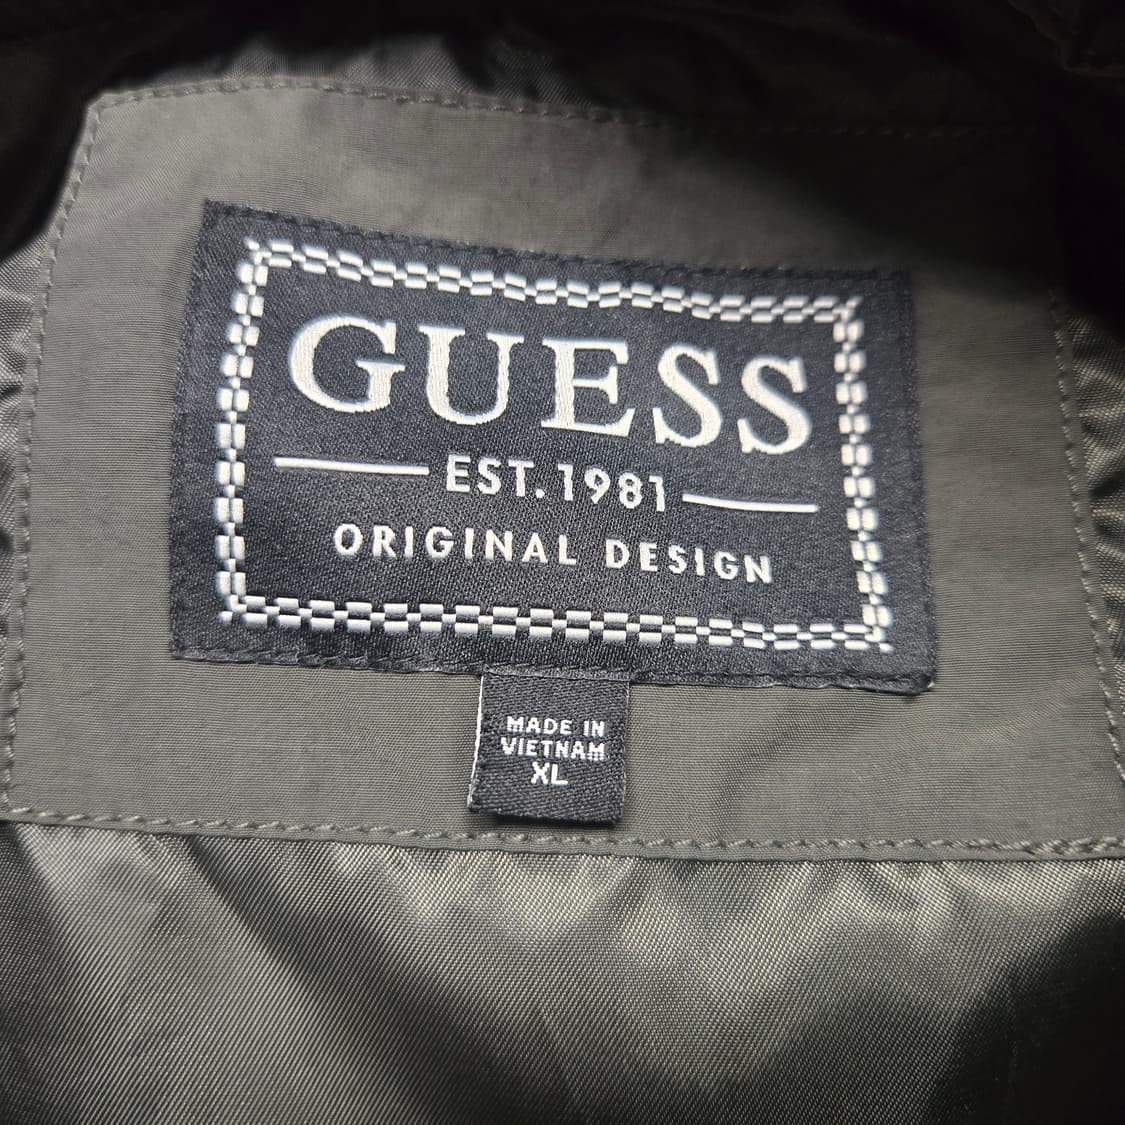 GUESS
EST.1981
ORIGINAL DESIGN
MADE IN
VIETNAM
XL